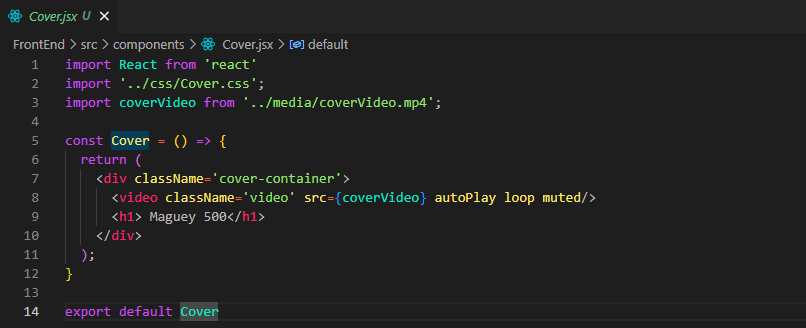 Cover.jsx U
FrontEnd > src > components > Cover.jsx > default
1 import React from 'react'
2 import '../css/Cover.css';
3 import coverVideo from '../media/coverVideo.mp4';
4
5 const Cover = () => {
6 return (
7 <div className='cover-container'>
8 <video className='video' src={coverVideo} autoPlay loop muted/>
9 <h1> Maguey 500</h1>
10 </div>
11 );
12 }
13
14 export default Cover